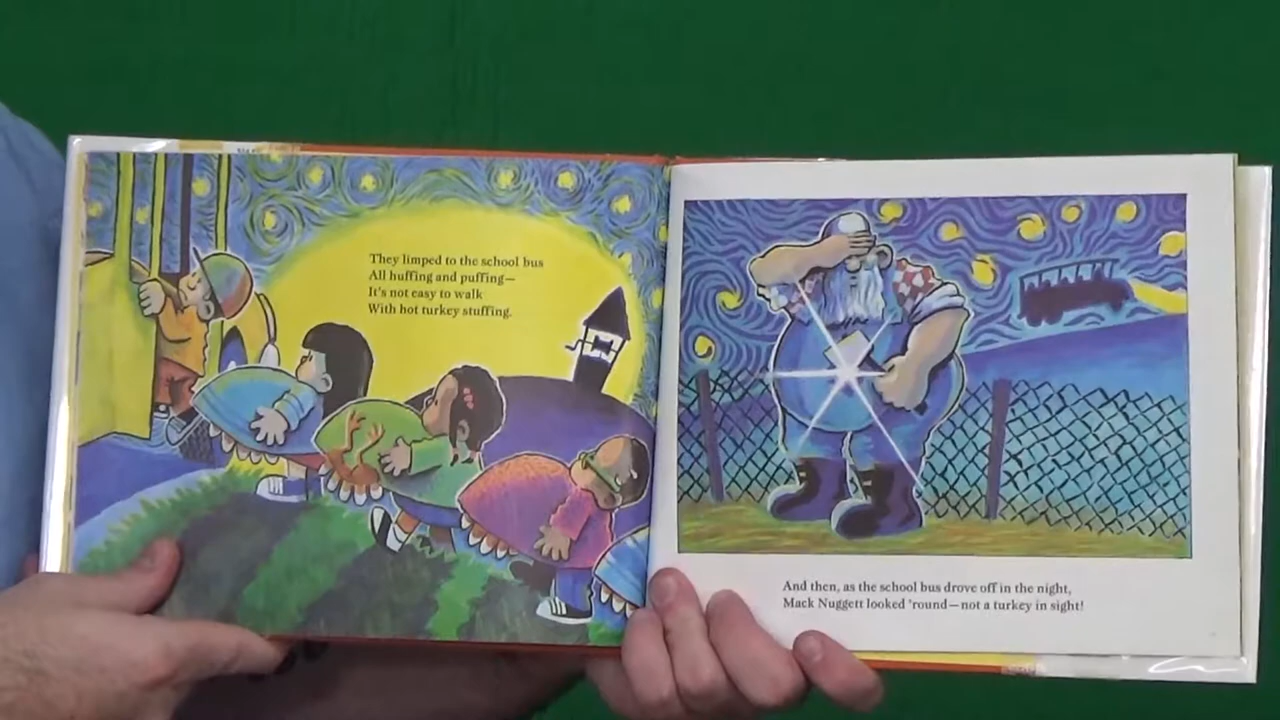 They limped to the school bus
All huffing and puffing—
It's not easy to walk
With hot turkey stuffing.
And then, as the school bus drove off in the night,
Mack Nuggett looked 'round—not a turkey in sight!